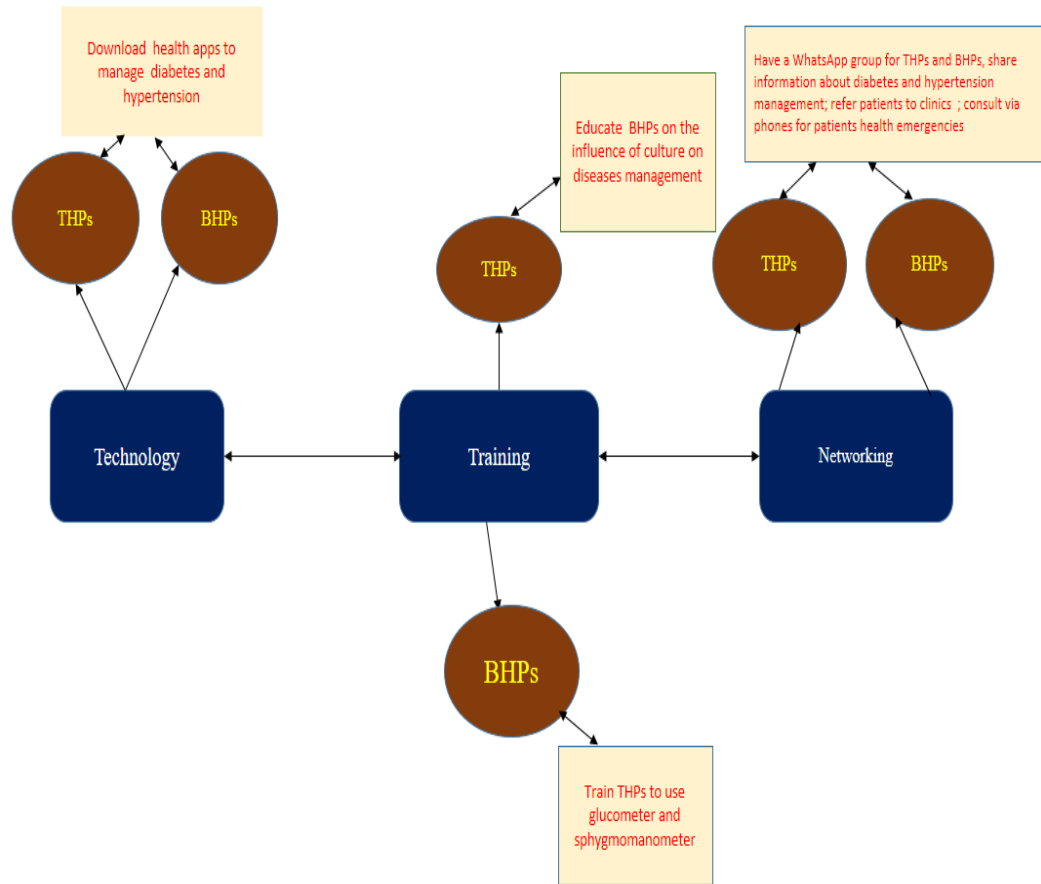 Download health apps to
manage diabetes and
hypertension
Have a WhatsApp group for THPs and BHPs, share
information about diabetes and hypertension
management; refer patients to clinics ; consult via
phones for patients health emergencies
Educate BHPs on the
influence of culture on
diseases management
THPs
BHPs
THPs
THPs
BHPs
Technology
Training
Networking
BHPs
Train THPs to use
glucometer and
sphygmomanometer